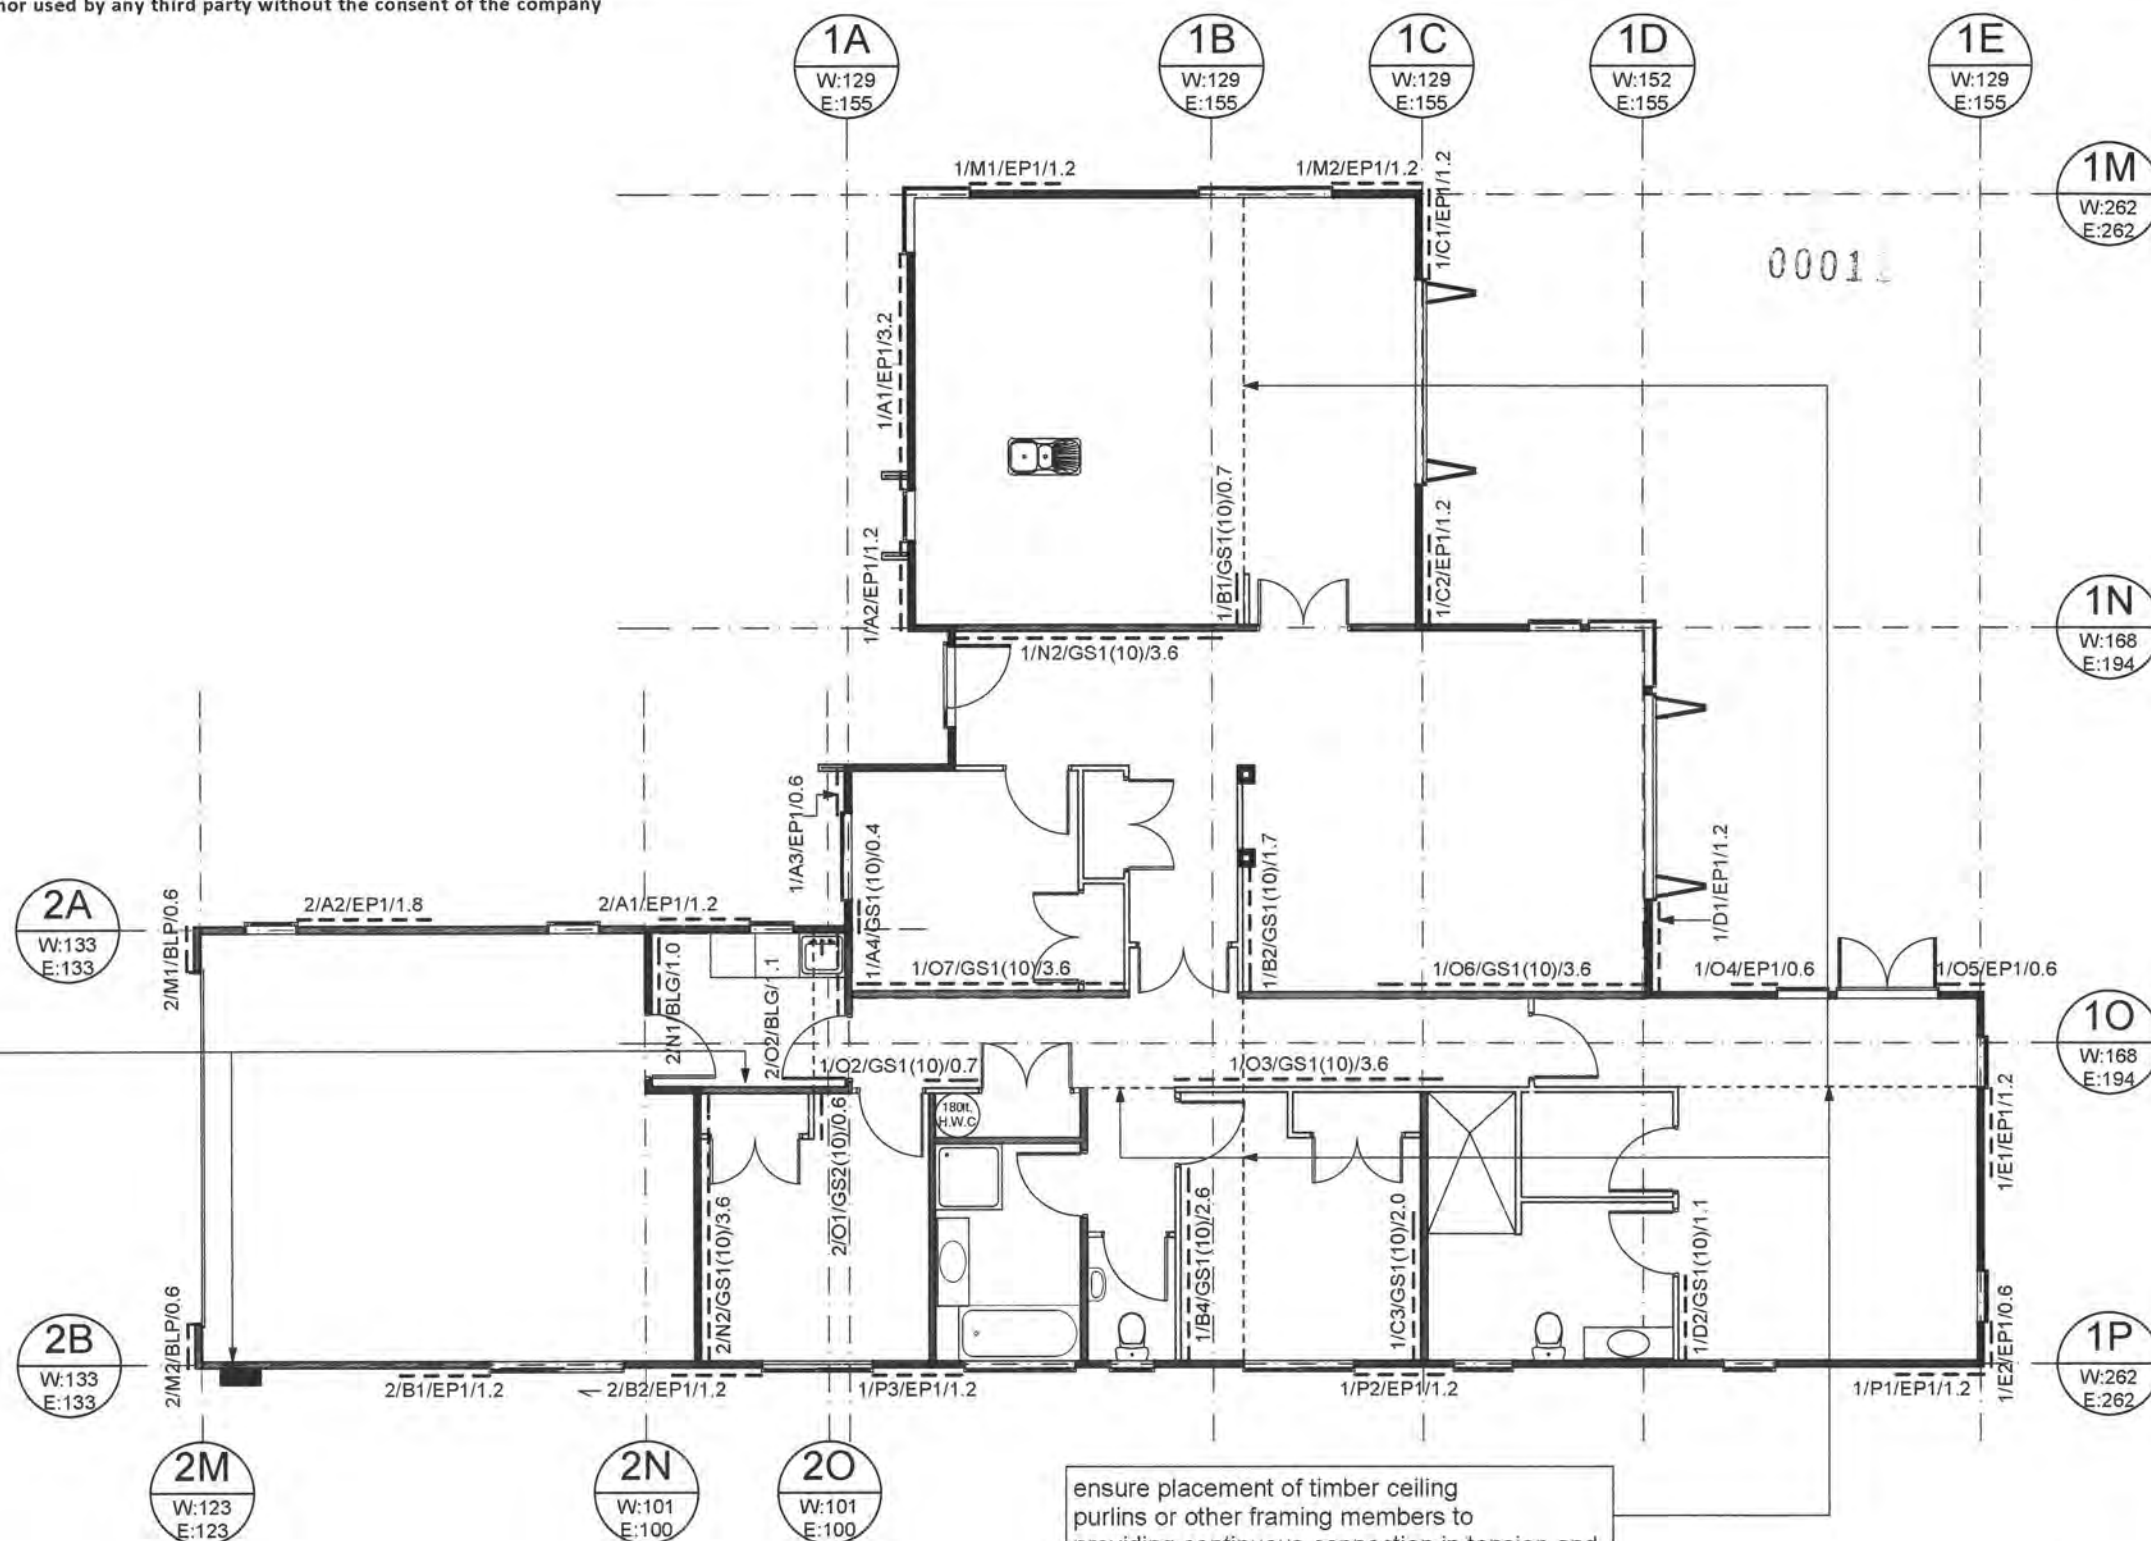 nor used by any third party without the consent of the company
1A
W:129
E:155
1B
W:129
E:155
1C
W:129
E:155
1D
W:152
E:155
1E
W:129
E:155
1/M1/EP1/1.2
1/M2/EP1/1.2
1/C1/EP1/1.2
1M
W:262
E:262
0001
1/A1/EP1/3.2
1/B1/GS1(10)/0.7
1/A2/EP1/1.2
1/C2/EP1/1.2
1N
W:168
E:194
1/N2/GS1(10)/3.6
1/A3/EP1/0.6
1/A4/GS1(10)/0.4
1/B2/GS1(10)/1.7
1/D1/EP1/1.2
2A
W:133
E:133
2/M1/BLP/0.6
2/A2/EP1/1.8
2/A1/EP1/1.2
2/N1/BLG/1.0
2/O2/BLG/1.1
1/O7/GS1(10)/3.6
1/O6/GS1(10)/3.6
1/O4/EP1/0.6
1/O5/EP1/0.6
1O
W:168
E:194
1/O2/GS1(10)/0.7
1/O3/GS1(10)/3.6
180lt.
H.W.C
1/E1/EP1/1.2
2/N2/GS1(10)/3.6
2/O1/GS2(10)/0.6
1/B4/GS1(10)/2.6
1/C3/GS1(10)/2.0
1/D2/GS1(10)/1.1
1/E2/EP1/0.6
2B
W:133
E:133
2/M2/BLP/0.6
2/B1/EP1/1.2
2/B2/EP1/1.2
1/P3/EP1/1.2
1/P2/EP1/1.2
1/P1/EP1/1.2
1P
W:262
E:262
2M
W:123
E:123
2N
W:101
E:100
2O
W:101
E:100
ensure placement of timber ceiling
purlins or other framing members to
providing continuous connection in tension and